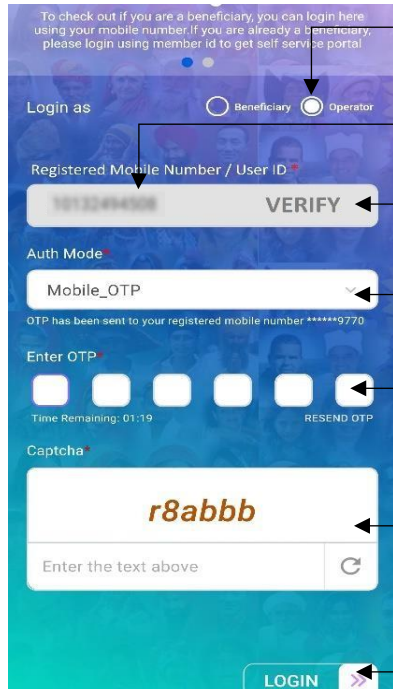 To check out if you are a beneficiary, you can login here
using your mobile number.If you are already a beneficiary,
please login using member id to get self service portal
Login as Beneficiary Operator
Registered Mobile Number / User ID*
VERIFY
Auth Mode*
Mobile_OTP
OTP has been sent to your registered mobile number ******9770
Enter OTP*
Time Remaining: 01:19 RESEND OTP
Captcha*
r8abbb
Enter the text above
LOGIN